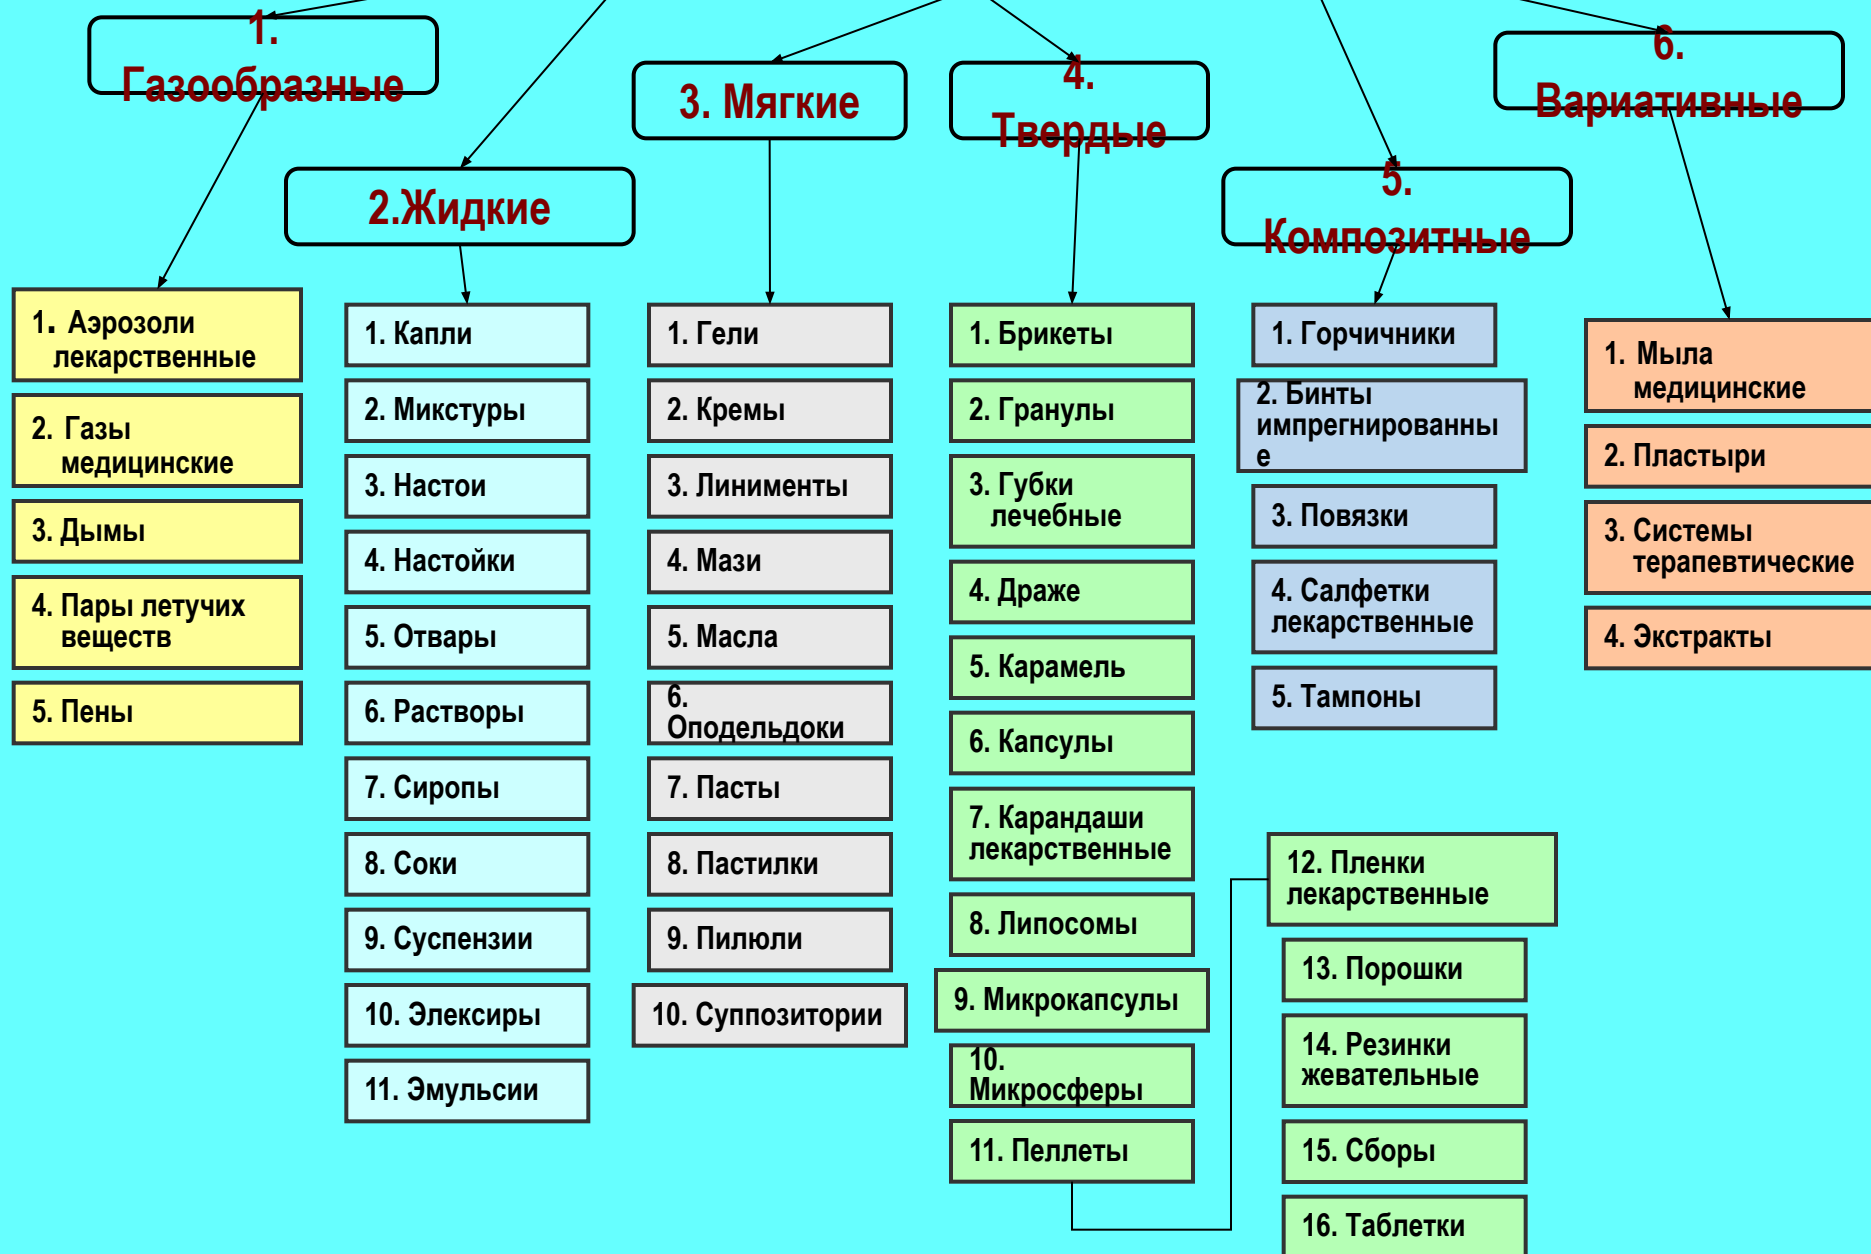 1.
Газообразные
2.Жидкие
3. Мягкие
4.
Твердые
5.
Композитные
6.
Вариативные
1. Аэрозоли
лекарственные
2. Газы
медицинские
3. Дымы
4. Пары летучих
веществ
5. Пены
1. Капли
2. Микстуры
3. Настои
4. Настойки
5. Отвары
6. Растворы
7. Сиропы
8. Соки
9. Суспензии
10. Элексиры
11. Эмульсии
1. Гели
2. Кремы
3. Линименты
4. Мази
5. Масла
6.
Оподельдоки
7. Пасты
8. Пастилки
9. Пилюли
10. Суппозитории
1. Брикеты
2. Гранулы
3. Губки
лечебные
4. Драже
5. Карамель
6. Капсулы
7. Карандаши
лекарственные
8. Липосомы
9. Микрокапсулы
10.
Микросферы
11. Пеллеты
12. Пленки
лекарственные
13. Порошки
14. Резинки
жевательные
15. Сборы
16. Таблетки
1. Горчичники
2. Бинты
импрегнированны
е
3. Повязки
4. Салфетки
лекарственные
5. Тампоны
1. Мыла
медицинские
2. Пластыри
3. Системы
терапевтические
4. Экстракты